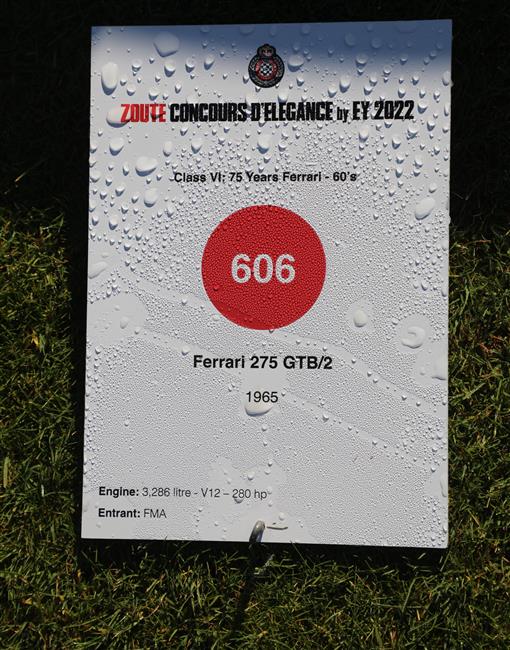 ZOUTE CONCOURS D'ELEGANCE by EY 2022
Class VI: 75 Years Ferrari - 60's
606
Ferrari 275 GTB/2
1965
Engine: 3,286 litre - V12 – 280 hp
Entrant: FMA